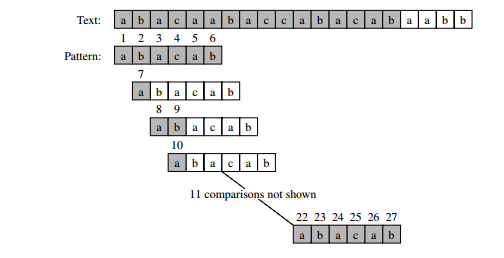 Text: a b a c a a b a c c a b a c a b a a b b
1 2 3 4 5 6
Pattern: a b a c a b
7
a b a c a b
8 9
a b a c a b
10
a b a c a b
11 comparisons not shown
22 23 24 25 26 27
a b a c a b